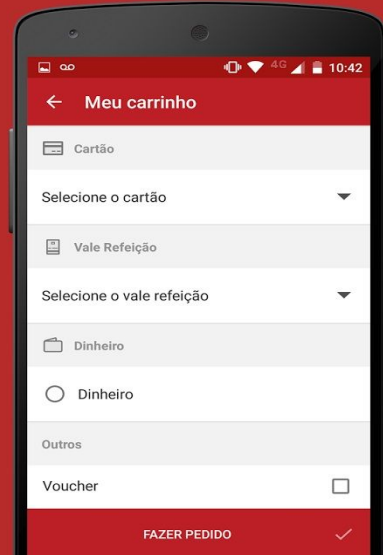 4G 10:42
Meu carrinho
Cartão
Selecione o cartão
Vale Refeição
Selecione o vale refeição
Dinheiro
Dinheiro
Outros
Voucher
FAZER PEDIDO